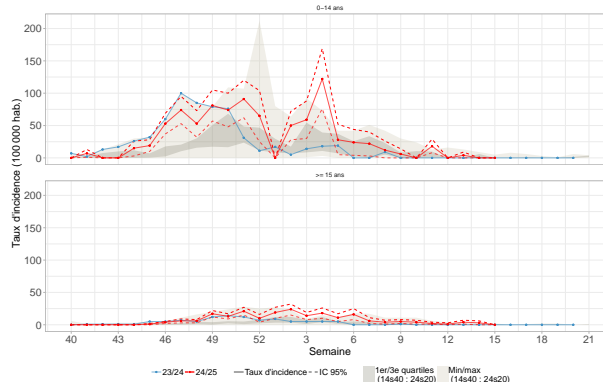 0−14 ans
200
150
100
50
0
>= 15 ans
200
150
100
50
0
Taux d'incidence (100 000 hab.)
40 43 46 49 52 3 6 9 12 15 18 21
Semaine
23/24 24/25 Taux d'incidence IC 95% 1er/3e quartiles (14s40 : 24s20) Min/max (14s40 : 24s20)